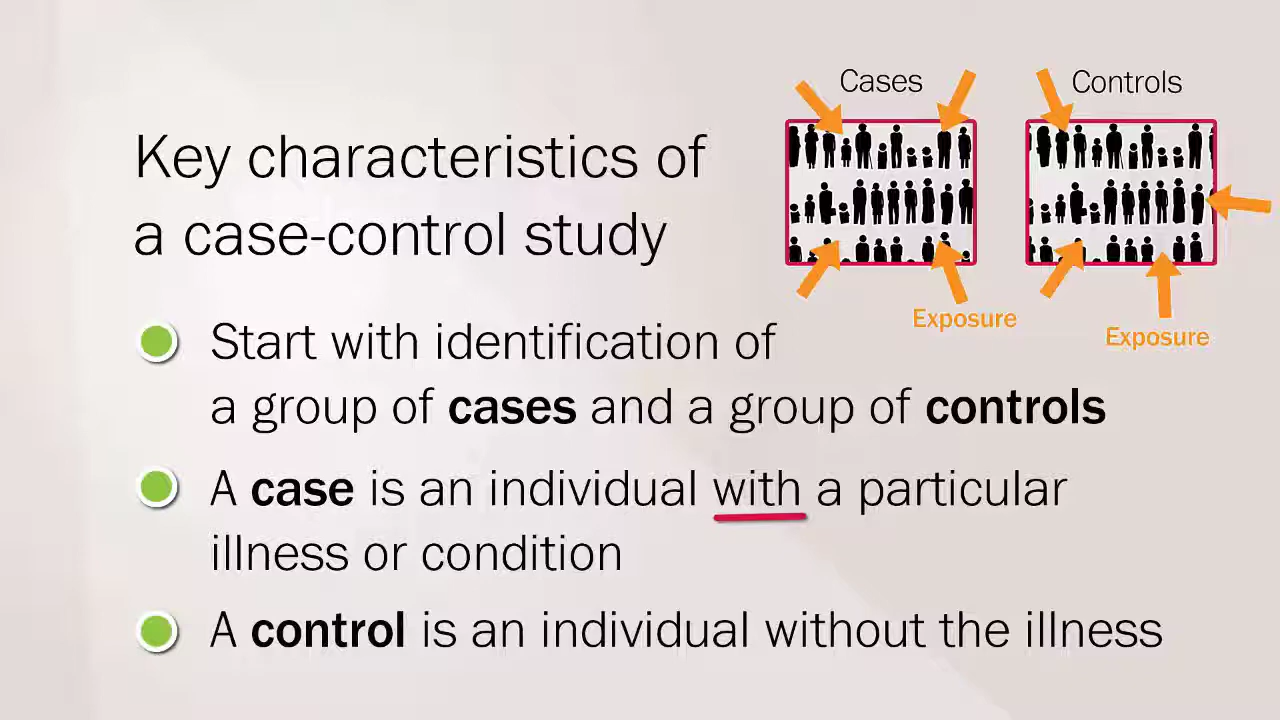 Cases
Controls
Key characteristics of
a case-control study
Exposure
Exposure
Start with identification of
a group of cases and a group of controls
A case is an individual with a particular
illness or condition
A control is an individual without the illness